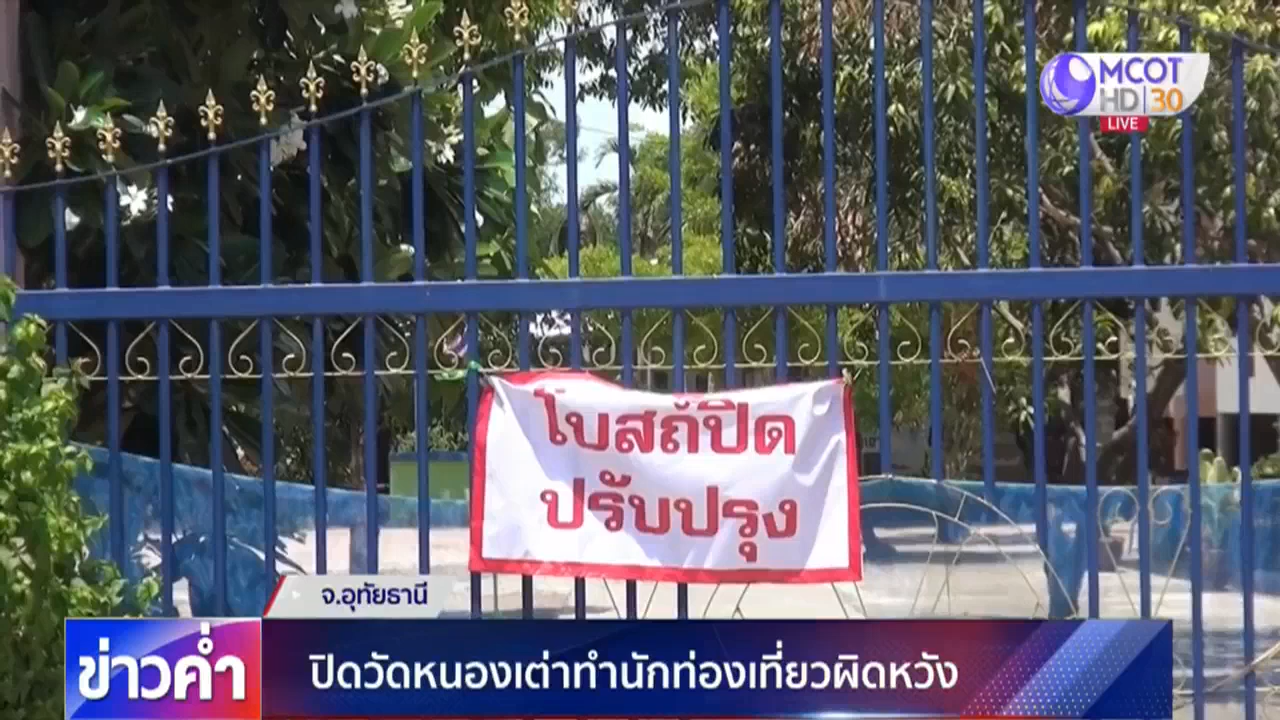 MCOT
HD 30
LIVE
โบสถ์ปิด
ปรับปรุง
จ.อุทัยธานี
ข่าวค่ำ
ปิดวัดหนองเต่าทำนักท่องเที่ยวผิดหวัง